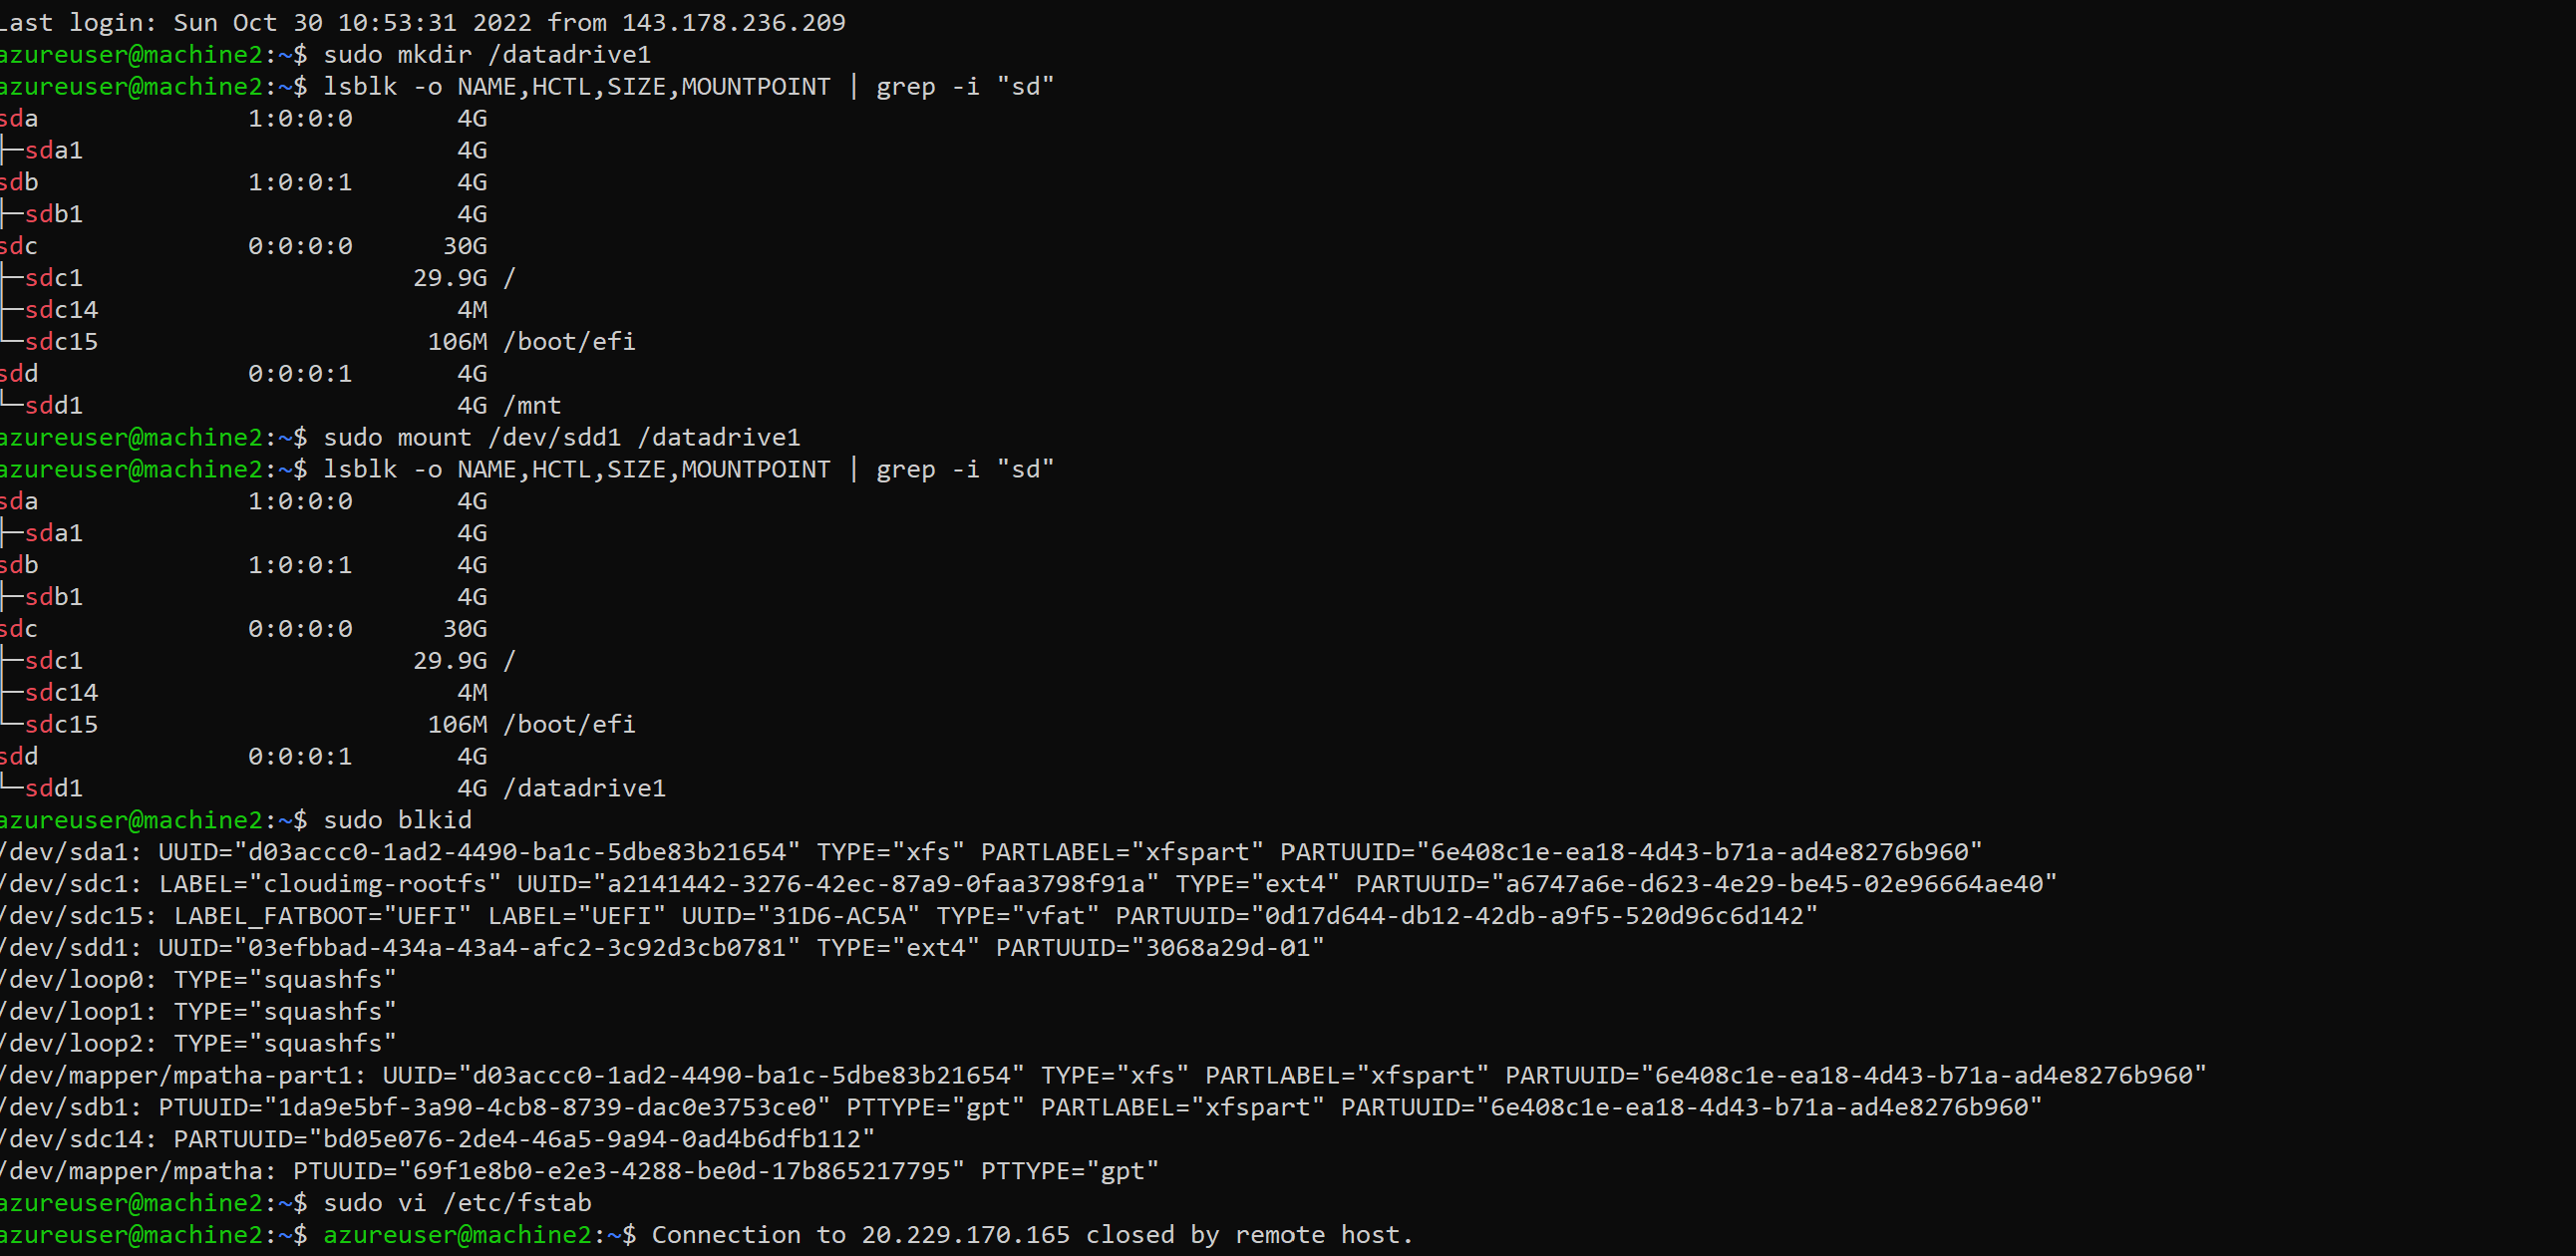 Last login: Sun Oct 30 10:53:31 2022 from 143.178.236.209
azureuser@machine2:~$ sudo mkdir /datadrive1
azureuser@machine2:~$ lsblk -o NAME,HCTL,SIZE,MOUNTPOINT | grep -i "sd"
sda              1:0:0:0       4G
├─sda1                         4G
sdb              1:0:0:1       4G
├─sdb1                         4G
sdc              0:0:0:0      30G
├─sdc1                      29.9G /
├─sdc14                        4M
└─sdc15                      106M /boot/efi
sdd              0:0:0:1       4G
└─sdd1                         4G /mnt
azureuser@machine2:~$ sudo mount /dev/sdd1 /datadrive1
azureuser@machine2:~$ lsblk -o NAME,HCTL,SIZE,MOUNTPOINT | grep -i "sd"
sda              1:0:0:0       4G
├─sda1                         4G
sdb              1:0:0:1       4G
├─sdb1                         4G
sdc              0:0:0:0      30G
├─sdc1                      29.9G /
├─sdc14                        4M
└─sdc15                      106M /boot/efi
sdd              0:0:0:1       4G
└─sdd1                         4G /datadrive1
azureuser@machine2:~$ sudo blkid
/dev/sda1: UUID="d03accc0-1ad2-4490-ba1c-5dbe83b21654" TYPE="xfs" PARTLABEL="xfspart" PARTUUID="6e408c1e-ea18-4d43-b71a-ad4e8276b960"
/dev/sdc1: LABEL="cloudimg-rootfs" UUID="a2141442-3276-42ec-87a9-0faa3798f91a" TYPE="ext4" PARTUUID="a6747a6e-d623-4e29-be45-02e96664ae40"
/dev/sdc15: LABEL_FATBOOT="UEFI" LABEL="UEFI" UUID="31D6-AC5A" TYPE="vfat" PARTUUID="0d17d644-db12-42db-a9f5-520d96c6d142"
/dev/sdd1: UUID="03efbbad-434a-43a4-afc2-3c92d3cb0781" TYPE="ext4" PARTUUID="3068a29d-01"
/dev/loop0: TYPE="squashfs"
/dev/loop1: TYPE="squashfs"
/dev/loop2: TYPE="squashfs"
/dev/mapper/mpatha-part1: UUID="d03accc0-1ad2-4490-ba1c-5dbe83b21654" TYPE="xfs" PARTLABEL="xfspart" PARTUUID="6e408c1e-ea18-4d43-b71a-ad4e8276b960"
/dev/sdb1: PTUUID="1da9e5bf-3a90-4cb8-8739-dac0e3753ce0" PTTYPE="gpt" PARTLABEL="xfspart" PARTUUID="6e408c1e-ea18-4d43-b71a-ad4e8276b960"
/dev/sdc14: PARTUUID="bd05e076-2de4-46a5-9a94-0ad4b6dfb112"
/dev/mapper/mpatha: PTUUID="69f1e8b0-e2e3-4288-be0d-17b865217795" PTTYPE="gpt"
azureuser@machine2:~$ sudo vi /etc/fstab
azureuser@machine2:~$ azureuser@machine2:~$ Connection to 20.229.170.165 closed by remote host.